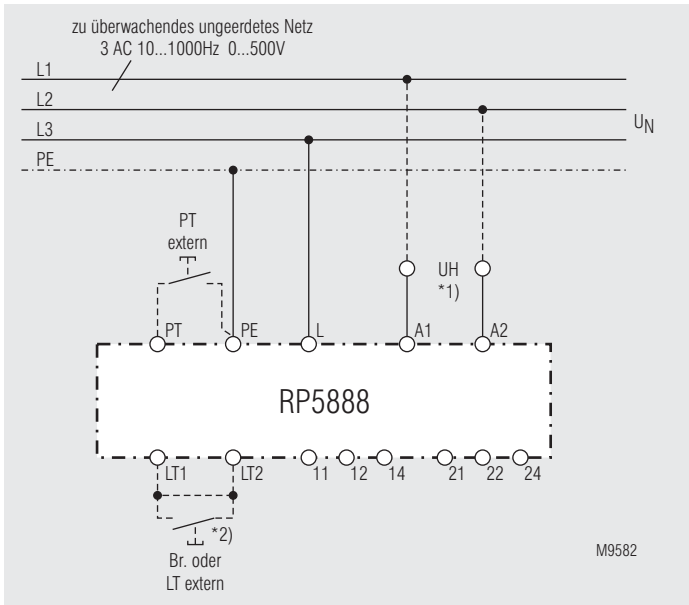 zu überwachendes ungeerdetes Netz
3 AC 10...1000Hz 0...500V
L1
L2
L3
PE
UN
PT
extern
UH
*1)
PT
PE
L
A1
A2
RP5888
LT1
LT2
11
12
14
21
22
24
*2)
Br. oder
LT extern
M9582